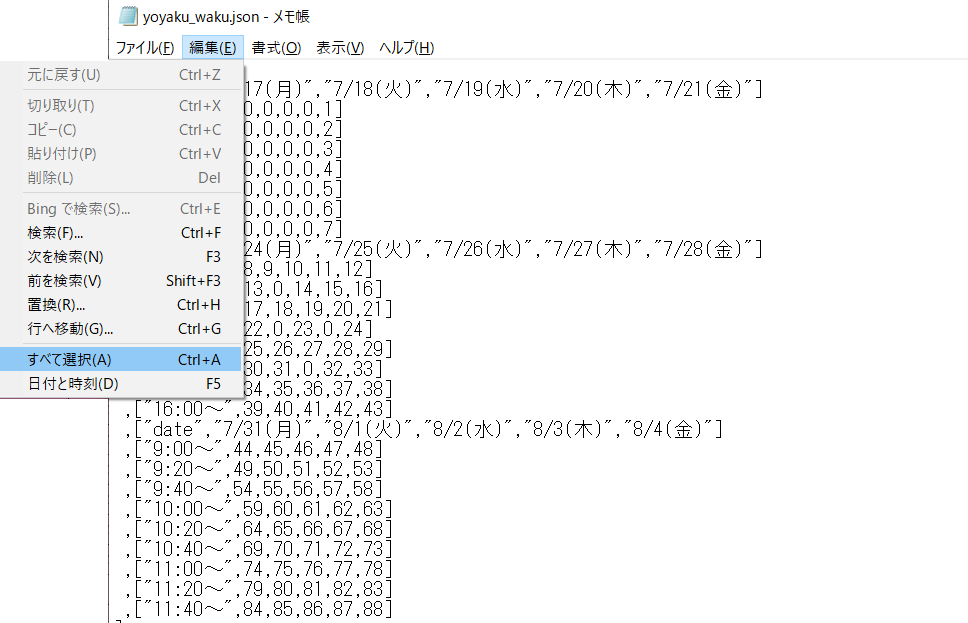 yoyaku_waku.json - メモ帳
ファイル(F) 編集(E) 書式(O) 表示(V) ヘルプ(H)
元に戻す(U) Ctrl+Z
切り取り(T) Ctrl+X
コピー(C) Ctrl+C
貼り付け(P) Ctrl+V
削除(L) Del
Bing で検索(S)... Ctrl+E
検索(F)... Ctrl+F
次を検索(N) F3
前を検索(V) Shift+F3
置換(R)... Ctrl+H
行へ移動(G)... Ctrl+G
すべて選択(A) Ctrl+A
日付と時刻(D) F5
17(月)","7/18(火)","7/19(水)","7/20(木)","7/21(金)"]
0,0,0,0,1]
0,0,0,0,2]
0,0,0,0,3]
0,0,0,0,4]
0,0,0,0,5]
0,0,0,0,6]
0,0,0,0,7]
24(月)","7/25(火)","7/26(水)","7/27(木)","7/28(金)"]
8,9,10,11,12]
13,0,14,15,16]
17,18,19,20,21]
22,0,23,0,24]
25,26,27,28,29]
30,31,0,32,33]
34,35,36,37,38]
,["16:00～",39,40,41,42,43]
,["date","7/31(月)","8/1(火)","8/2(水)","8/3(木)","8/4(金)"]
,["9:00～",44,45,46,47,48]
,["9:20～",49,50,51,52,53]
,["9:40～",54,55,56,57,58]
,["10:00～",59,60,61,62,63]
,["10:20～",64,65,66,67,68]
,["10:40～",69,70,71,72,73]
,["11:00～",74,75,76,77,78]
,["11:20～",79,80,81,82,83]
,["11:40～",84,85,86,87,88]